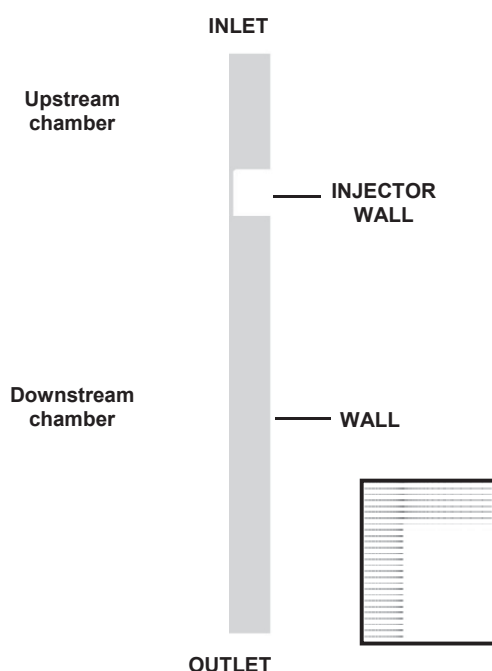 INLET
Upstream
chamber
INJECTOR
WALL
Downstream
chamber
WALL
OUTLET